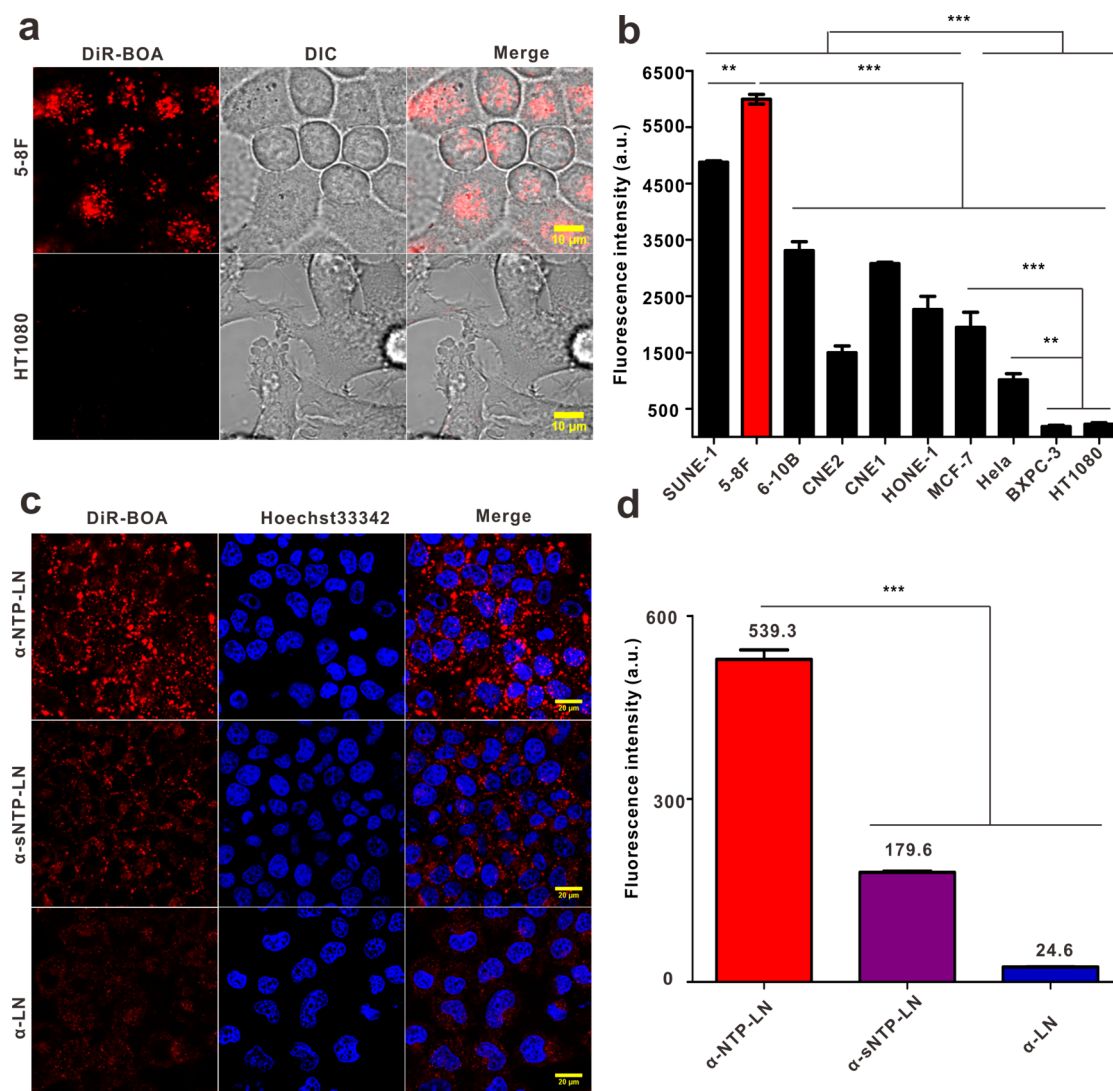 a
DiR-BOA DIC Merge
5-8F
10 μm
HT1080
10 μm
b
***
** ***
***
**
Fluorescence intensity (a.u.)
6500
5500
4500
3500
2500
1500
500
SUNE-1 5-8F 6-10B CNE2 CNE1 HONE-1 MCF-7 Hela BXPC-3 HT1080
c
DiR-BOA Hoechst33342 Merge
α-NTP-LN
20 μm
α-sNTP-LN
20 μm
α-LN
20 μm
d
***
Fluorescence intensity (a.u.)
600
300
0
539.3
179.6
24.6
α-NTP-LN α-sNTP-LN α-LN